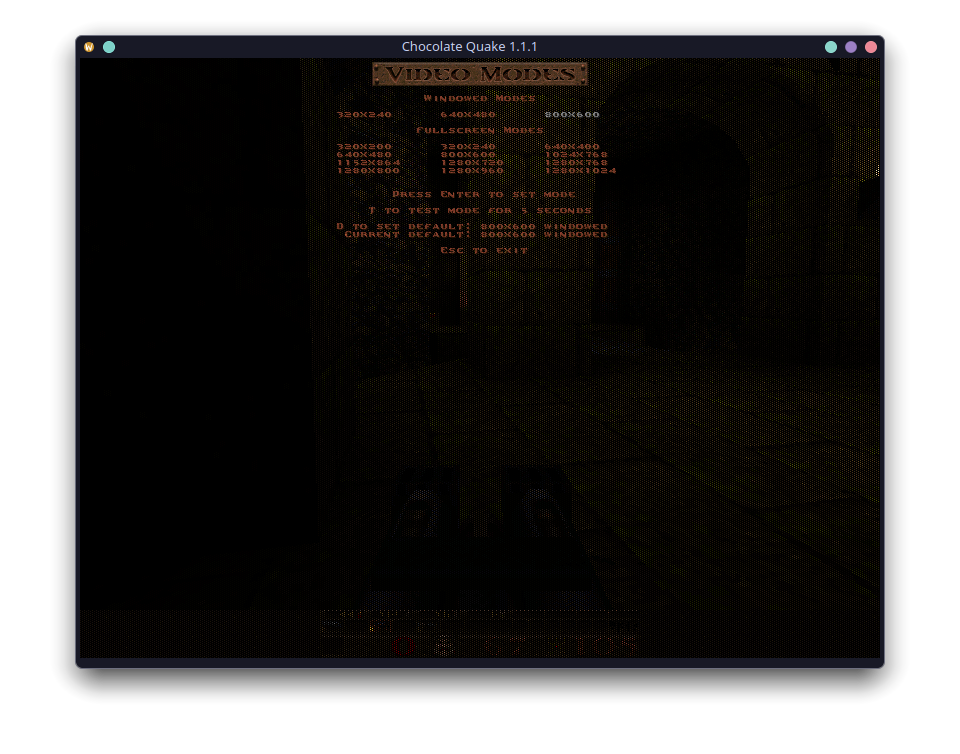 Chocolate Quake 1.1.1
Video Modes
Windowed Modes
320x240 640x480 800x600
Fullscreen Modes
320x200 320x240 640x400
640x480 800x600 1024x768
1152x864 1280x720 1280x768
1280x800 1280x960 1280x1024
Press Enter to set mode
T to test mode for 5 seconds
D to set default: 800x600 windowed
Current default: 800x600 windowed
Esc to exit